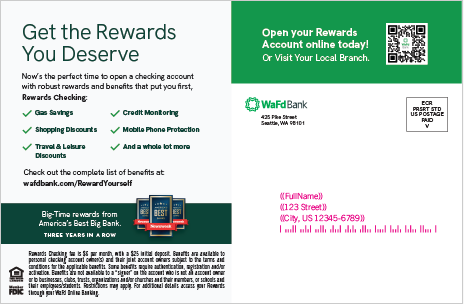 Get the Rewards
You Deserve
Now's the perfect time to open a checking account
with robust rewards and benefits that put you first,
Rewards Checking:
Gas Savings
Credit Monitoring
Shopping Discounts
Mobile Phone Protection
Travel & Leisure
Discounts
And a whole lot more
Check out the complete list of benefits at:
wafdbank.com/RewardYourself
Big-Time rewards from
America's Best Big Bank.
THREE YEARS IN A ROW
BEST
Newsweek
Rewards Checking fee is $6 per month, with a $25 initial deposit. Benefits are available to
personal checking account owner(s) and their joint account owners subject to the terms and
conditions for the applicable benefits. Some benefits require authentication, registration and/or
activation. Benefits are not available to a "signer" on the account who is not an account owner
or to businesses, clubs, trusts, organizations and/or churches and their members, or schools and
their employees/students. Restrictions may apply. For additional details access your Rewards
through your WaFd Online Banking.
Member
FDIC
Open your Rewards
Account online today!
Or Visit Your Local Branch.
WaFd Bank
425 Pike Street
Seattle, WA 98101
ECR
PRSRT STD
US POSTAGE
PAID
V
((FullName))
((123 Street))
((City, US 12345-6789))